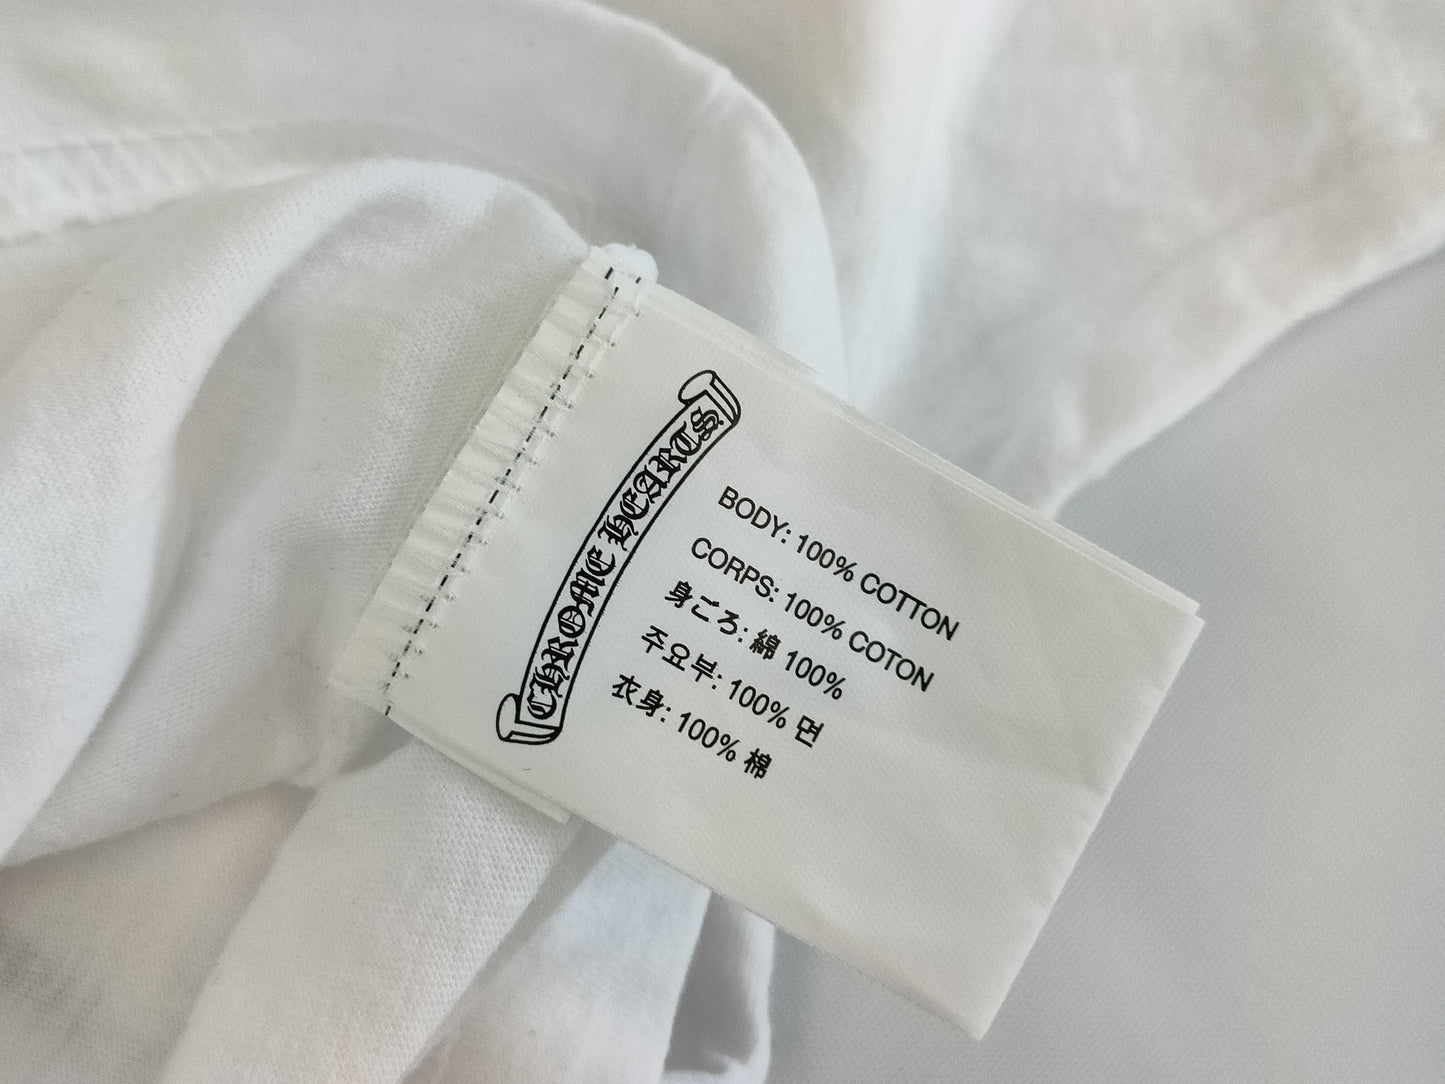 CHROME HEARTS
BODY: 100% COTTON
CORPS: 100% COTON
身ごろ: 綿 100%
주요부: 100% 면
衣身: 100% 棉